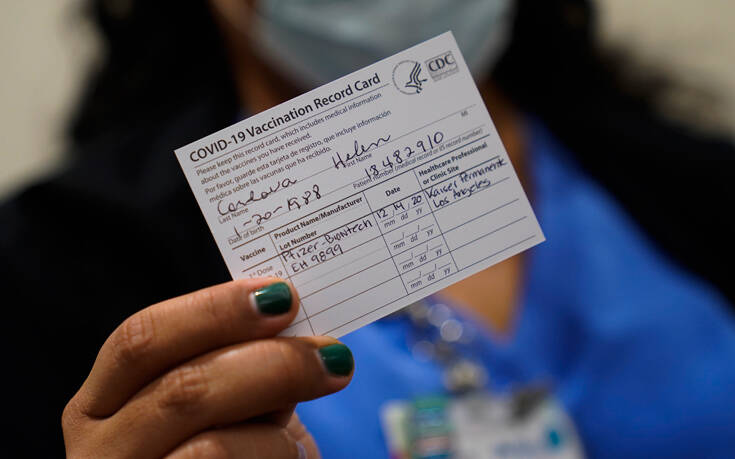 COVID-19 Vaccination Record Card
CDC
Please keep this record card, which includes medical information
about the vaccines you have received.
Por favor, guarde esta tarjeta de registro, que incluye información
médica sobre las vacunas que ha recibido.
Cordova Helen
Last Name First Name MI
1-20-1988 18482910
Date of birth Patient number (medical record or IIS record number)
Vaccine Product Name/Manufacturer Date Healthcare Professional
Lot Number or Clinic Site
1st Dose Pfizer-BioNtech 12/14/20 Kaiser Permanente
EH 9899 mm dd yy Los Angeles
mm dd yy
mm dd yy
mm dd yy